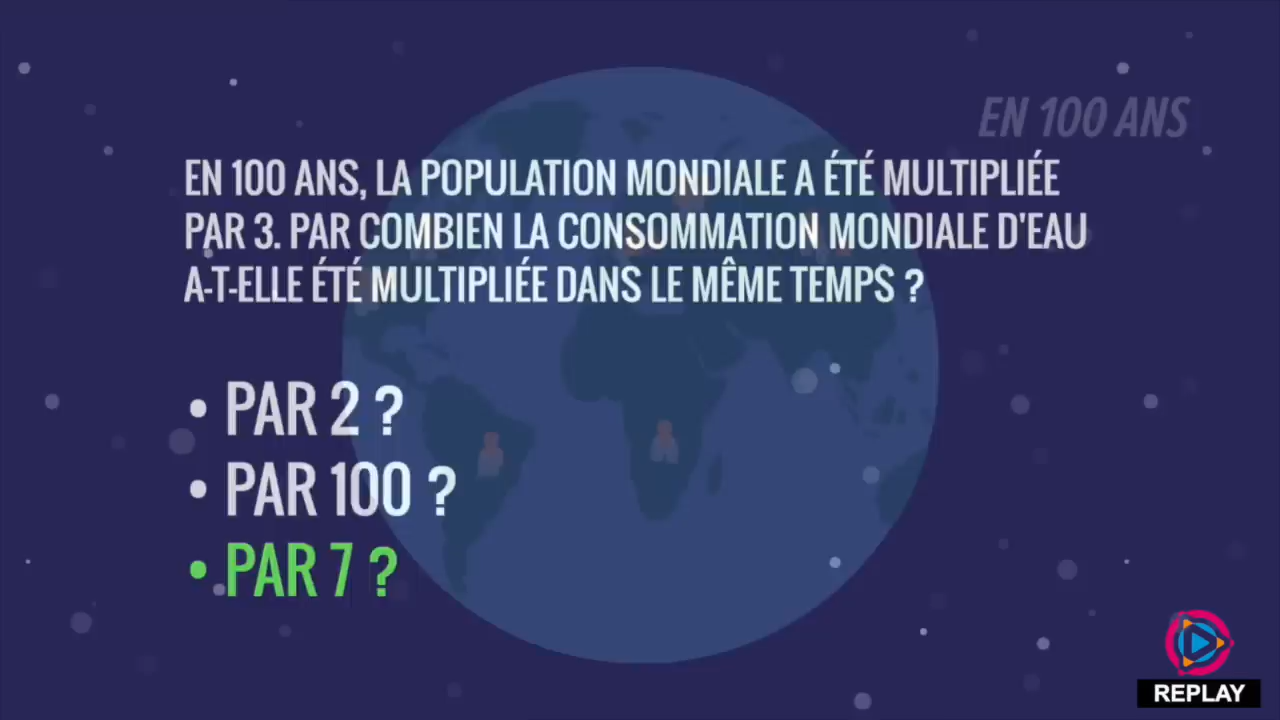 EN 100 ANS
EN 100 ANS, LA POPULATION MONDIALE A ÉTÉ MULTIPLIÉE
PAR 3. PAR COMBIEN LA CONSOMMATION MONDIALE D'EAU
A-T-ELLE ÉTÉ MULTIPLIÉE DANS LE MÊME TEMPS ?
• PAR 2 ?
• PAR 100 ?
• PAR 7 ?
REPLAY